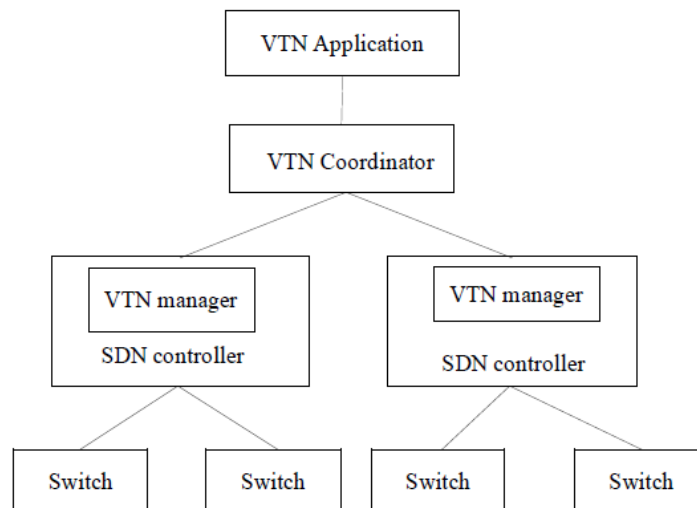 VTN Application
VTN Coordinator
VTN manager
SDN controller
VTN manager
SDN controller
Switch
Switch
Switch
Switch